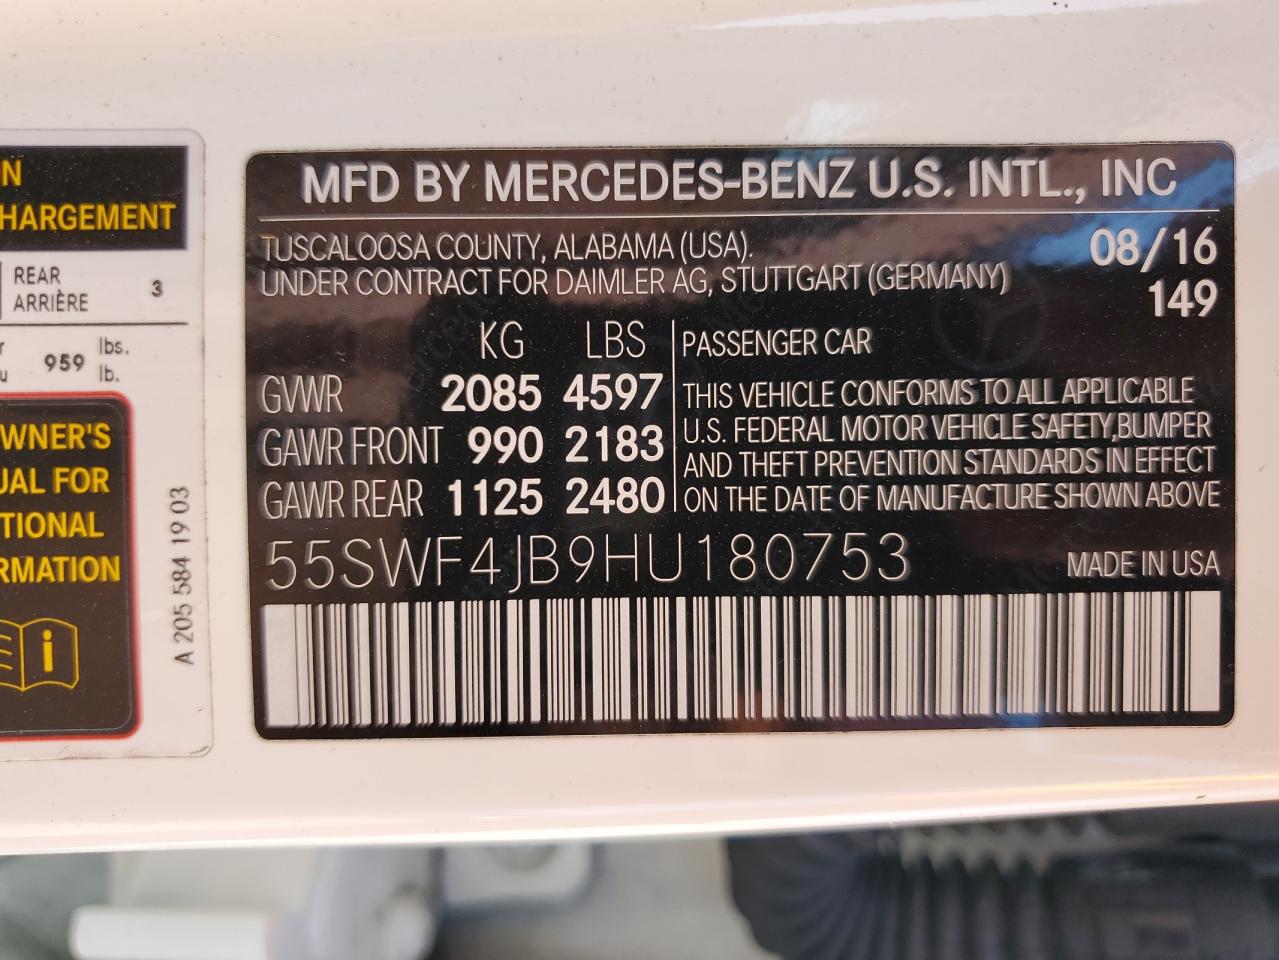 N
HARGEMENT
REAR
ARRIÈRE 3
959 lbs.
lb.
WNER'S
UAL FOR
TIONAL
RMATION
A 205 584 19 03
MFD BY MERCEDES-BENZ U.S. INTL., INC
TUSCALOOSA COUNTY, ALABAMA (USA). 08/16
UNDER CONTRACT FOR DAIMLER AG, STUTTGART (GERMANY) 149
KG LBS
GVWR 2085 4597
GAWR FRONT 990 2183
GAWR REAR 1125 2480
PASSENGER CAR
THIS VEHICLE CONFORMS TO ALL APPLICABLE
U.S. FEDERAL MOTOR VEHICLE SAFETY,BUMPER
AND THEFT PREVENTION STANDARDS IN EFFECT
ON THE DATE OF MANUFACTURE SHOWN ABOVE
55SWF4JB9HU180753 MADE IN USA